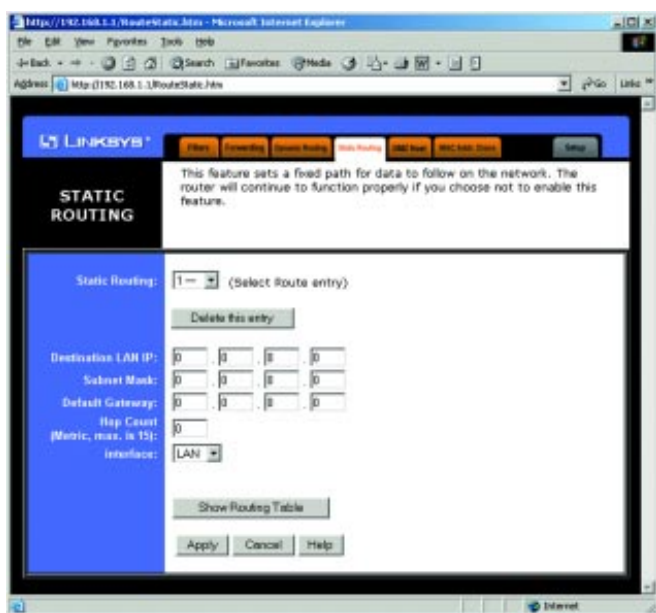 http://192.168.1.1/RouteStatic.htm - Microsoft Internet Explorer
File Edit View Favorites Tools Help
Back Search Favorites Media
Address http://192.168.1.1/RouteStatic.htm Go Links
LINKSYS
Filters Forwarding Dynamic Routing Static Routing DMZ Host MAC Addr. Clone Setup
STATIC ROUTING
This feature sets a fixed path for data to follow on the network. The
router will continue to function properly if you choose not to enable this
feature.
Static Routing: 1 -- (Select Route entry)
Delete this entry
Destination LAN IP: 0 . 0 . 0 . 0
Subnet Mask: 0 . 0 . 0 . 0
Default Gateway: 0 . 0 . 0 . 0
Hop Count
(Metric, max. is 15): 0
interface: LAN
Show Routing Table
Apply Cancel Help
Internet